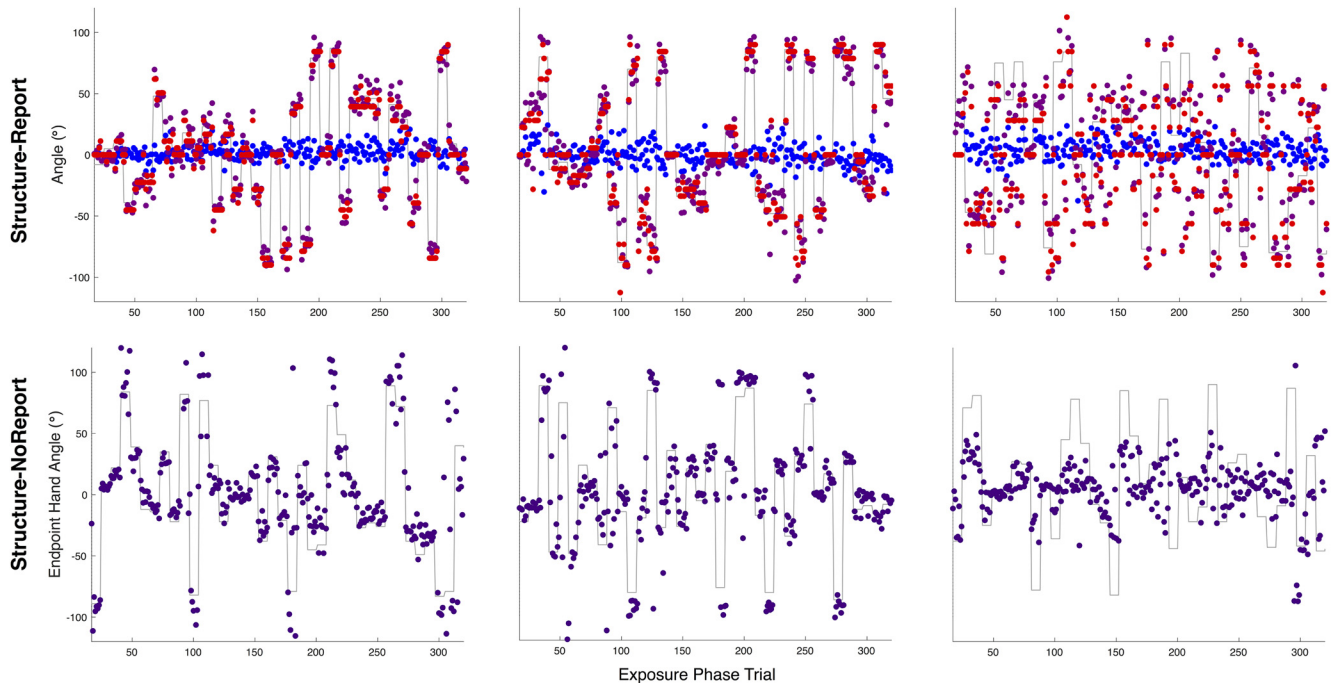 Structure-Report
Angle (°)
100
50
0
-50
-100
50 100 150 200 250 300
50 100 150 200 250 300
50 100 150 200 250 300
Structure-NoReport
Endpoint Hand Angle (°)
100
50
0
-50
-100
50 100 150 200 250 300
50 100 150 200 250 300
50 100 150 200 250 300
Exposure Phase Trial